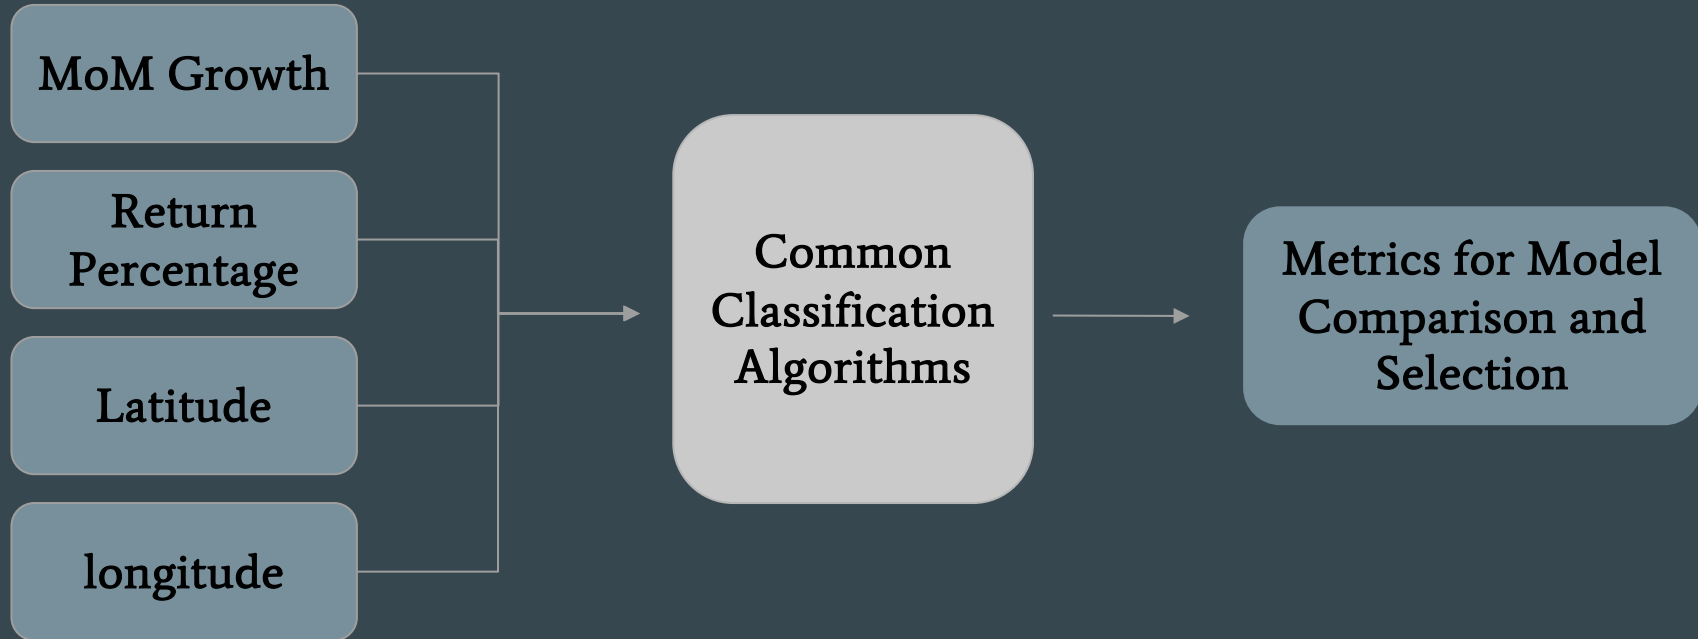 MoM Growth
Return
Percentage
Latitude
longitude
Common
Classification
Algorithms
Metrics for Model
Comparison and
Selection